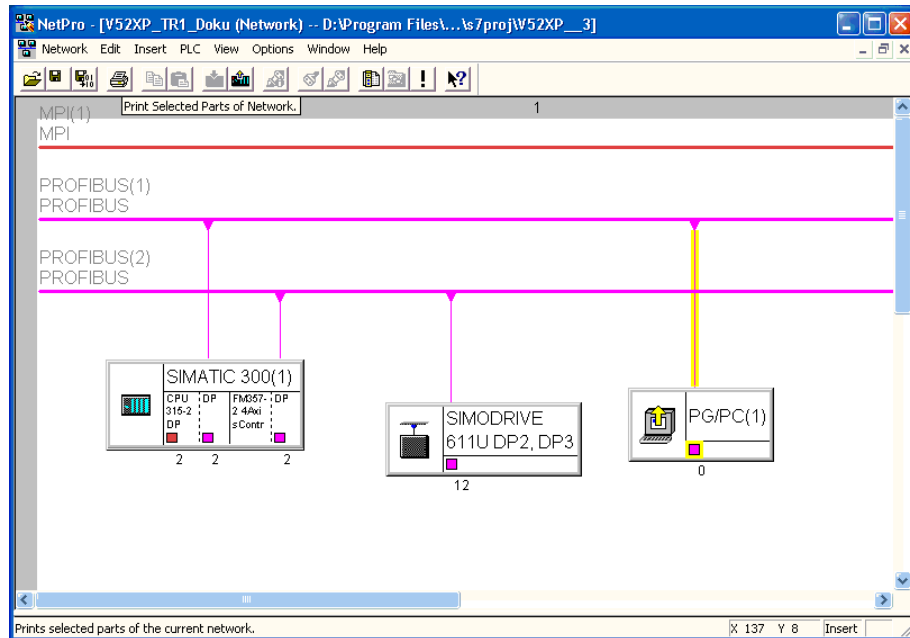 NetPro - [V52XP_TR1_Doku (Network) -- D:\Program Files\...\s7proj\V52XP__3]
Network Edit Insert PLC View Options Window Help
Print Selected Parts of Network.
1
MPI(1)
MPI
PROFIBUS(1)
PROFIBUS
PROFIBUS(2)
PROFIBUS
SIMATIC 300(1)
CPU DP FM357- DP
315-2 2 4Axi
DP sContr
2 2 2
SIMODRIVE
611U DP2, DP3
12
PG/PC(1)
0
Prints selected parts of the current network.
X 137 Y 8 Insert